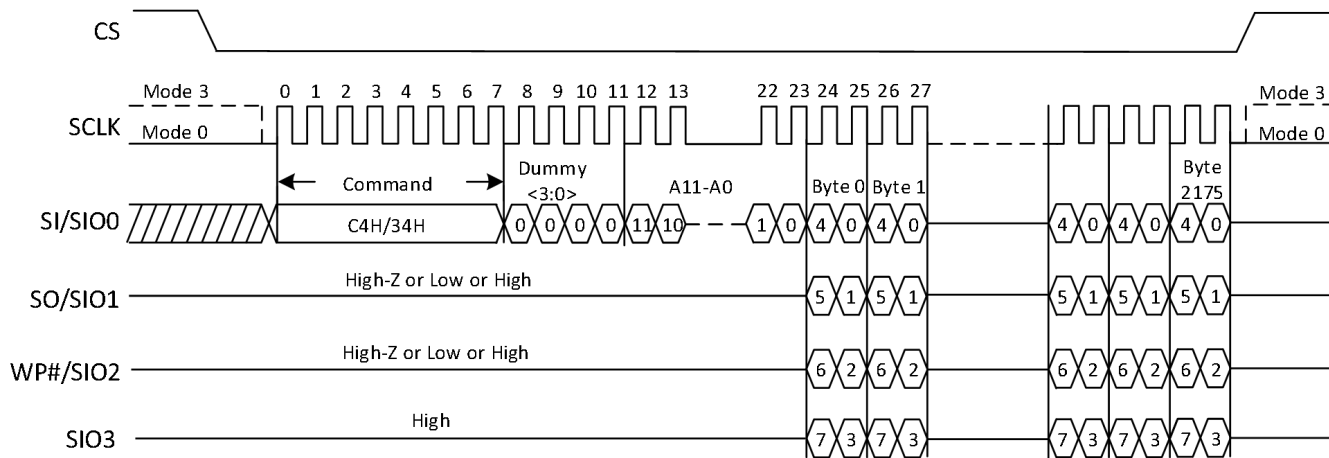 CS
0 1 2 3 4 5 6 7 8 9 10 11 12 13 22 23 24 25 26 27
Mode 3 Mode 3
SCLK
Mode 0 Mode 0
Command Dummy <3:0> A11-A0 Byte 0 Byte 1 Byte 2175
SI/SIO0 C4H/34H 0 0 0 0 11 10 1 0 4 0 4 0 4 0 4 0 4 0
High-Z or Low or High
SO/SIO1 5 1 5 1 5 1 5 1 5 1
High-Z or Low or High
WP#/SIO2 6 2 6 2 6 2 6 2 6 2
High
SIO3 7 3 7 3 7 3 7 3 7 3